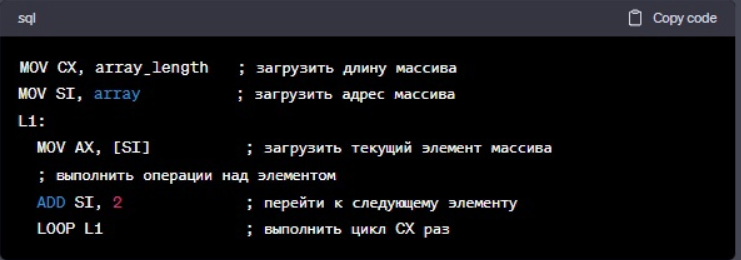 sql
Copy code
MOV CX, array_length ; загрузить длину массива
MOV SI, array ; загрузить адрес массива
L1:
MOV AX, [SI] ; загрузить текущий элемент массива
; выполнить операции над элементом
ADD SI, 2 ; перейти к следующему элементу
LOOP L1 ; выполнить цикл CX раз